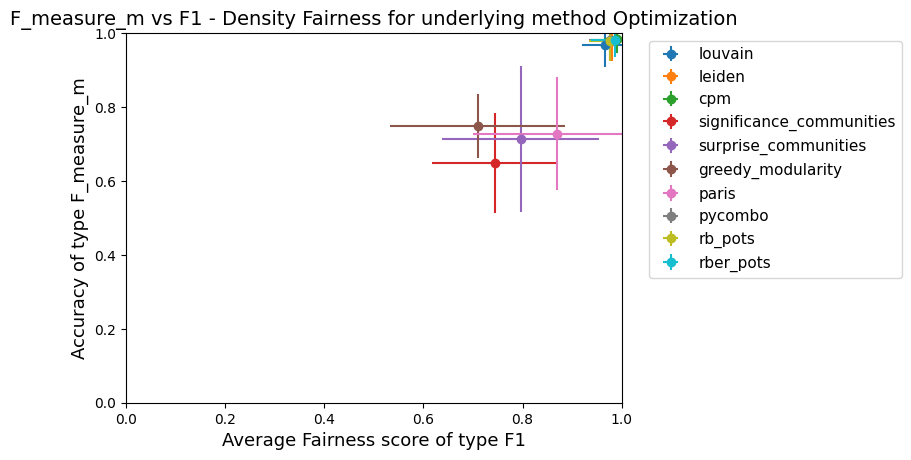 F_measure_m vs F1 - Density Fairness for underlying method Optimization
1.0
0.8
0.6
0.4
0.2
0.0
Accuracy of type F_measure_m
0.0 0.2 0.4 0.6 0.8 1.0
Average Fairness score of type F1
louvain
leiden
cpm
significance_communities
surprise_communities
greedy_modularity
paris
pycombo
rb_pots
rber_pots